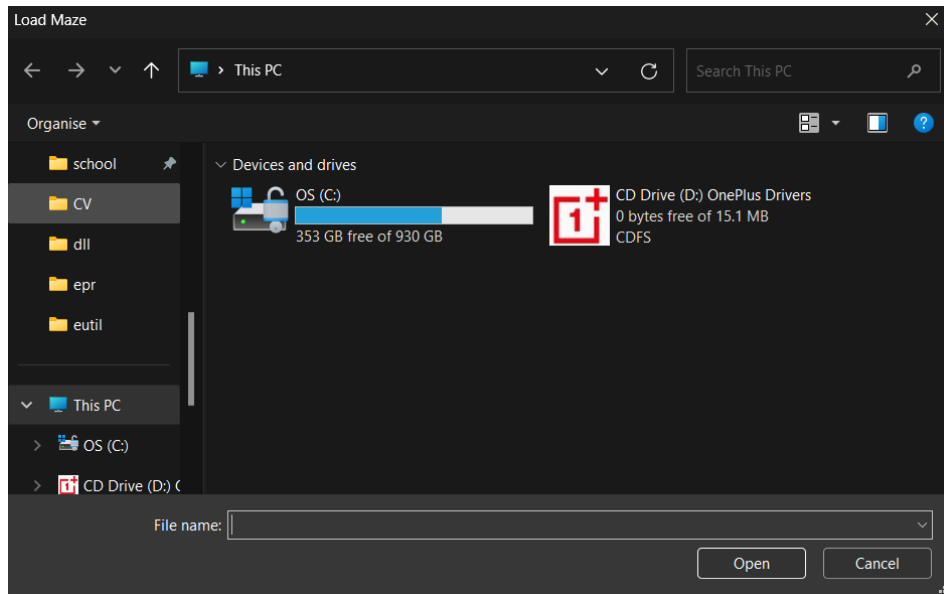 Load Maze
This PC
Search This PC
Organise
school
CV
dll
epr
eutil
This PC
OS (C:)
CD Drive (D:) (
Devices and drives
OS (C:)
353 GB free of 930 GB
CD Drive (D:) OnePlus Drivers
0 bytes free of 15.1 MB
CDFS
File name:
Open
Cancel